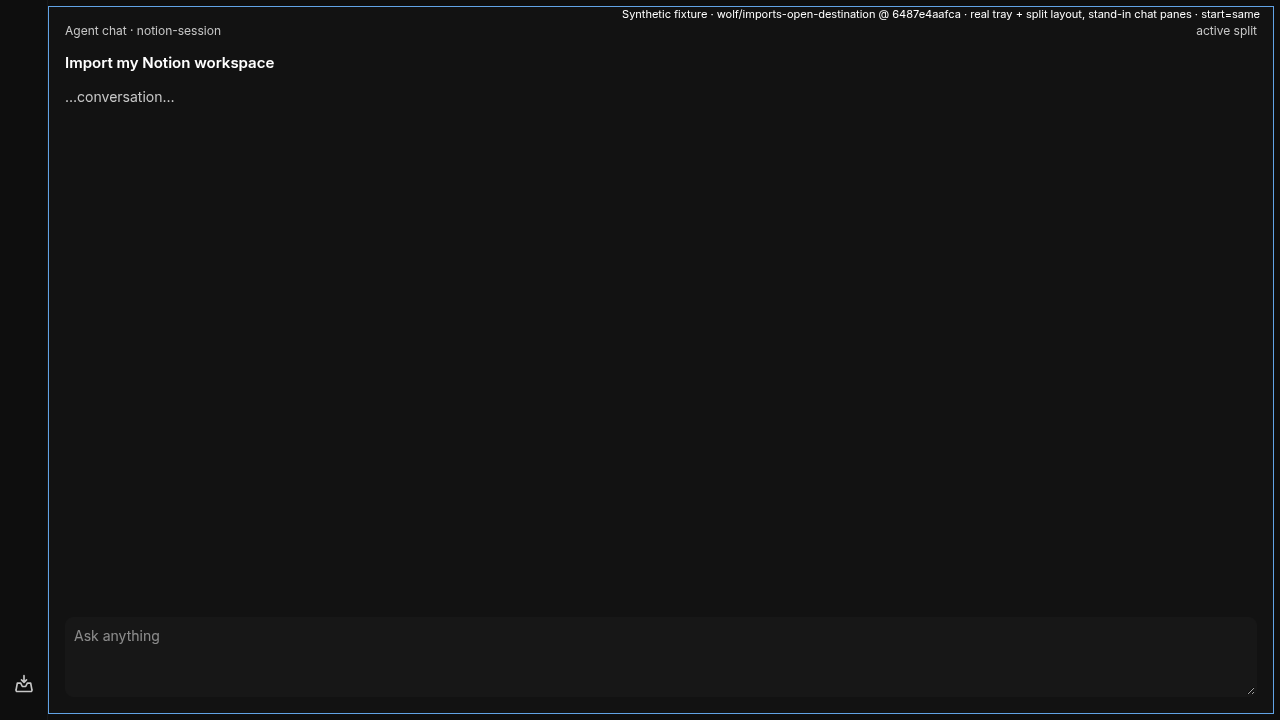 Synthetic fixture · wolf/imports-open-destination @ 6487e4aafca · real tray + split layout, stand-in chat panes · start=same
Agent chat · notion-session
active split
Import my Notion workspace
...conversation...
Ask anything